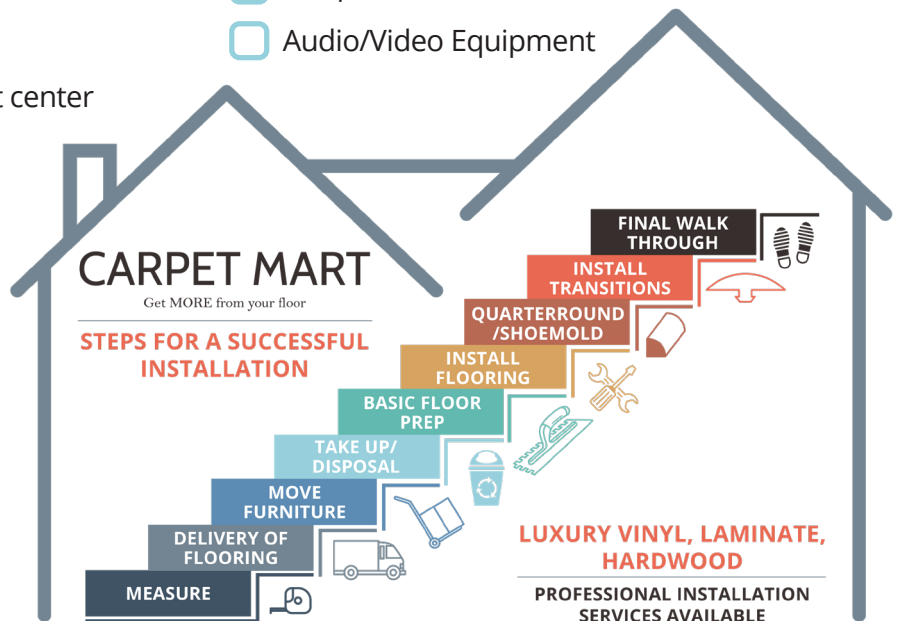 Audio/Video Equipment
center
CARPET MART
Get MORE from your floor
STEPS FOR A SUCCESSFUL
INSTALLATION
FINAL WALK
THROUGH
INSTALL
TRANSITIONS
QUARTERROUND
/SHOEMOLD
INSTALL
FLOORING
BASIC FLOOR
PREP
TAKE UP/
DISPOSAL
MOVE
FURNITURE
DELIVERY OF
FLOORING
MEASURE
LUXURY VINYL, LAMINATE,
HARDWOOD
PROFESSIONAL INSTALLATION
SERVICES AVAILABLE